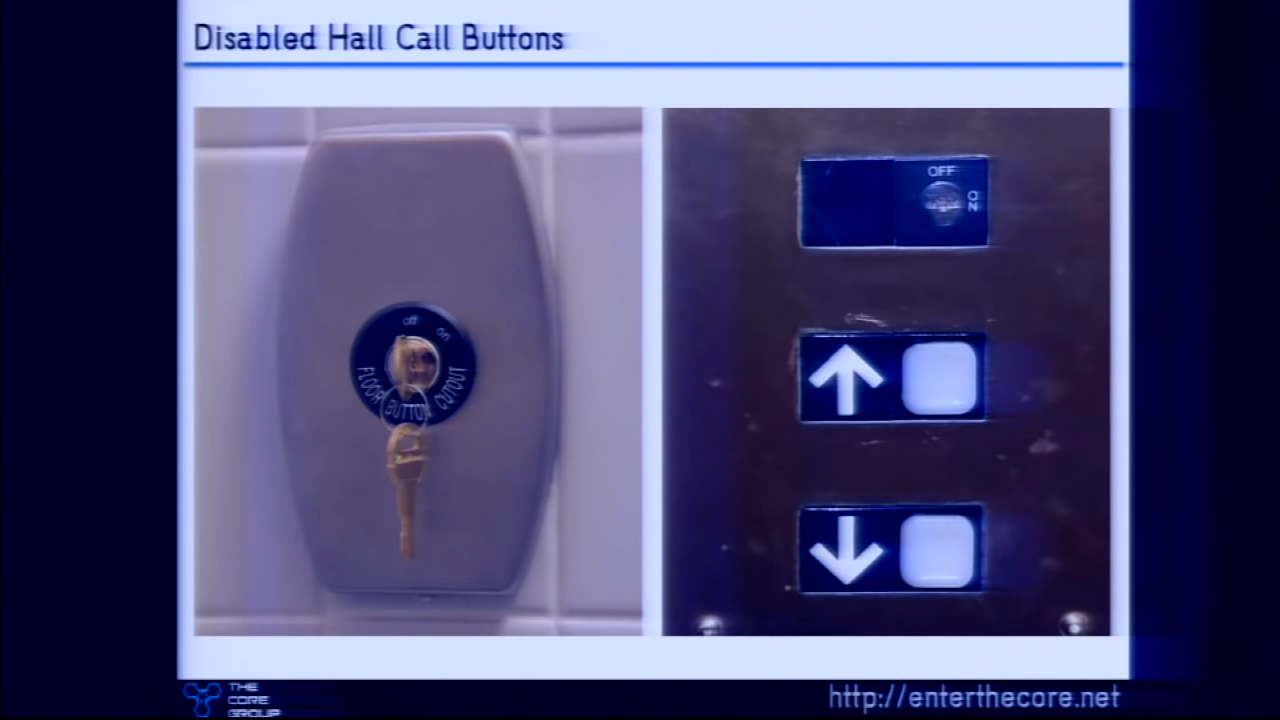 Disabled Hall Call Buttons
off
on
FLOOR BUTTON CUTOUT
OFF
ON
THE
CORE
GROUP
http://enterthecore.net